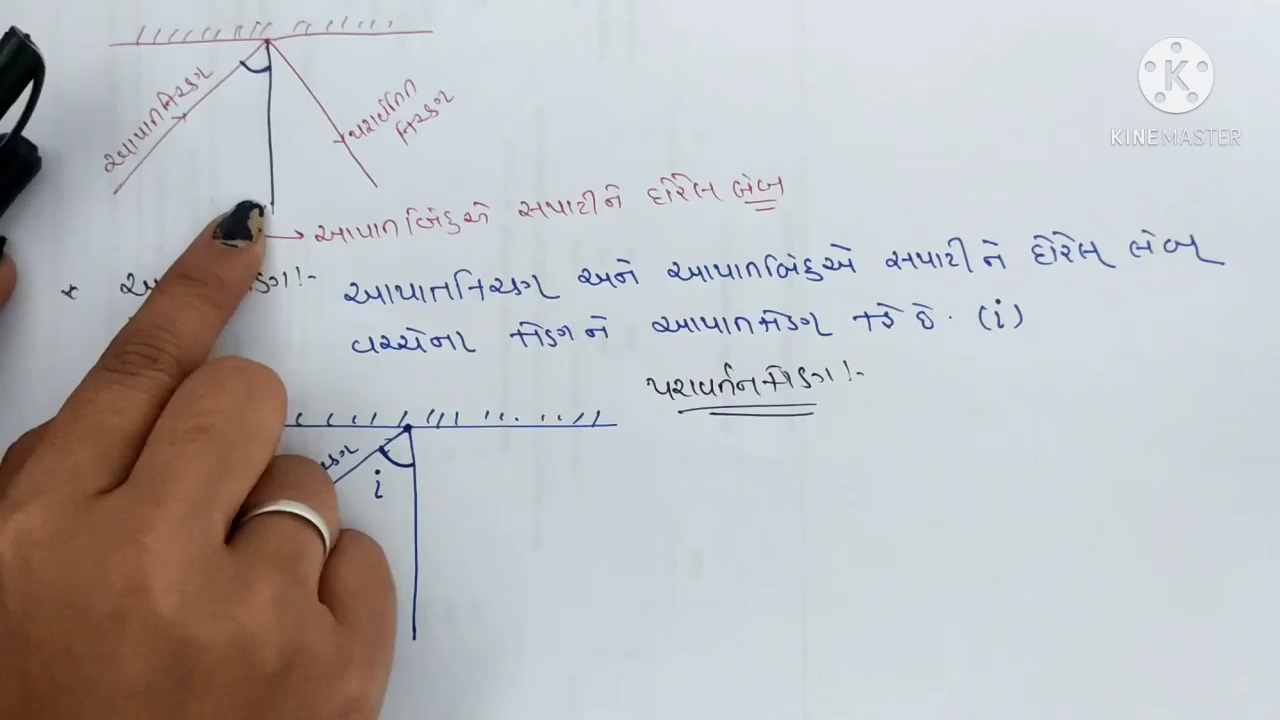 આપાતકિરણ
પરાવર્તિત
કિરણ
આપાતબિંદુએ સપાટીને દોરેલ લંબ
આપાતકિરણ અને આપાતબિંદુએ સપાટીને દોરેલ લંબ
વચ્ચેના કોણને આપાતકોણ કહે છે. (i)
પરાવર્તનકોણ :-
i
K
KINEMASTER